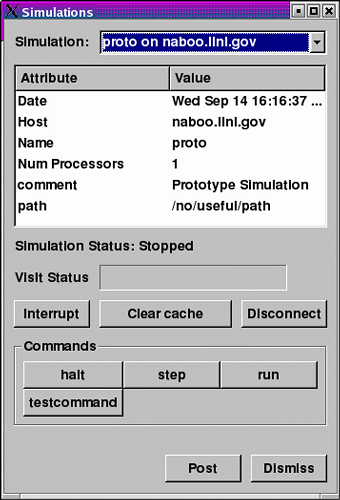 Simulations
Simulation: proto on naboo.llnl.gov
Attribute Value
Date Wed Sep 14 16:16:37 ...
Host naboo.llnl.gov
Name proto
Num Processors 1
comment Prototype Simulation
path /no/useful/path
Simulation Status: Stopped
Visit Status
Interrupt Clear cache Disconnect
Commands
halt step run
testcommand
Post Dismiss